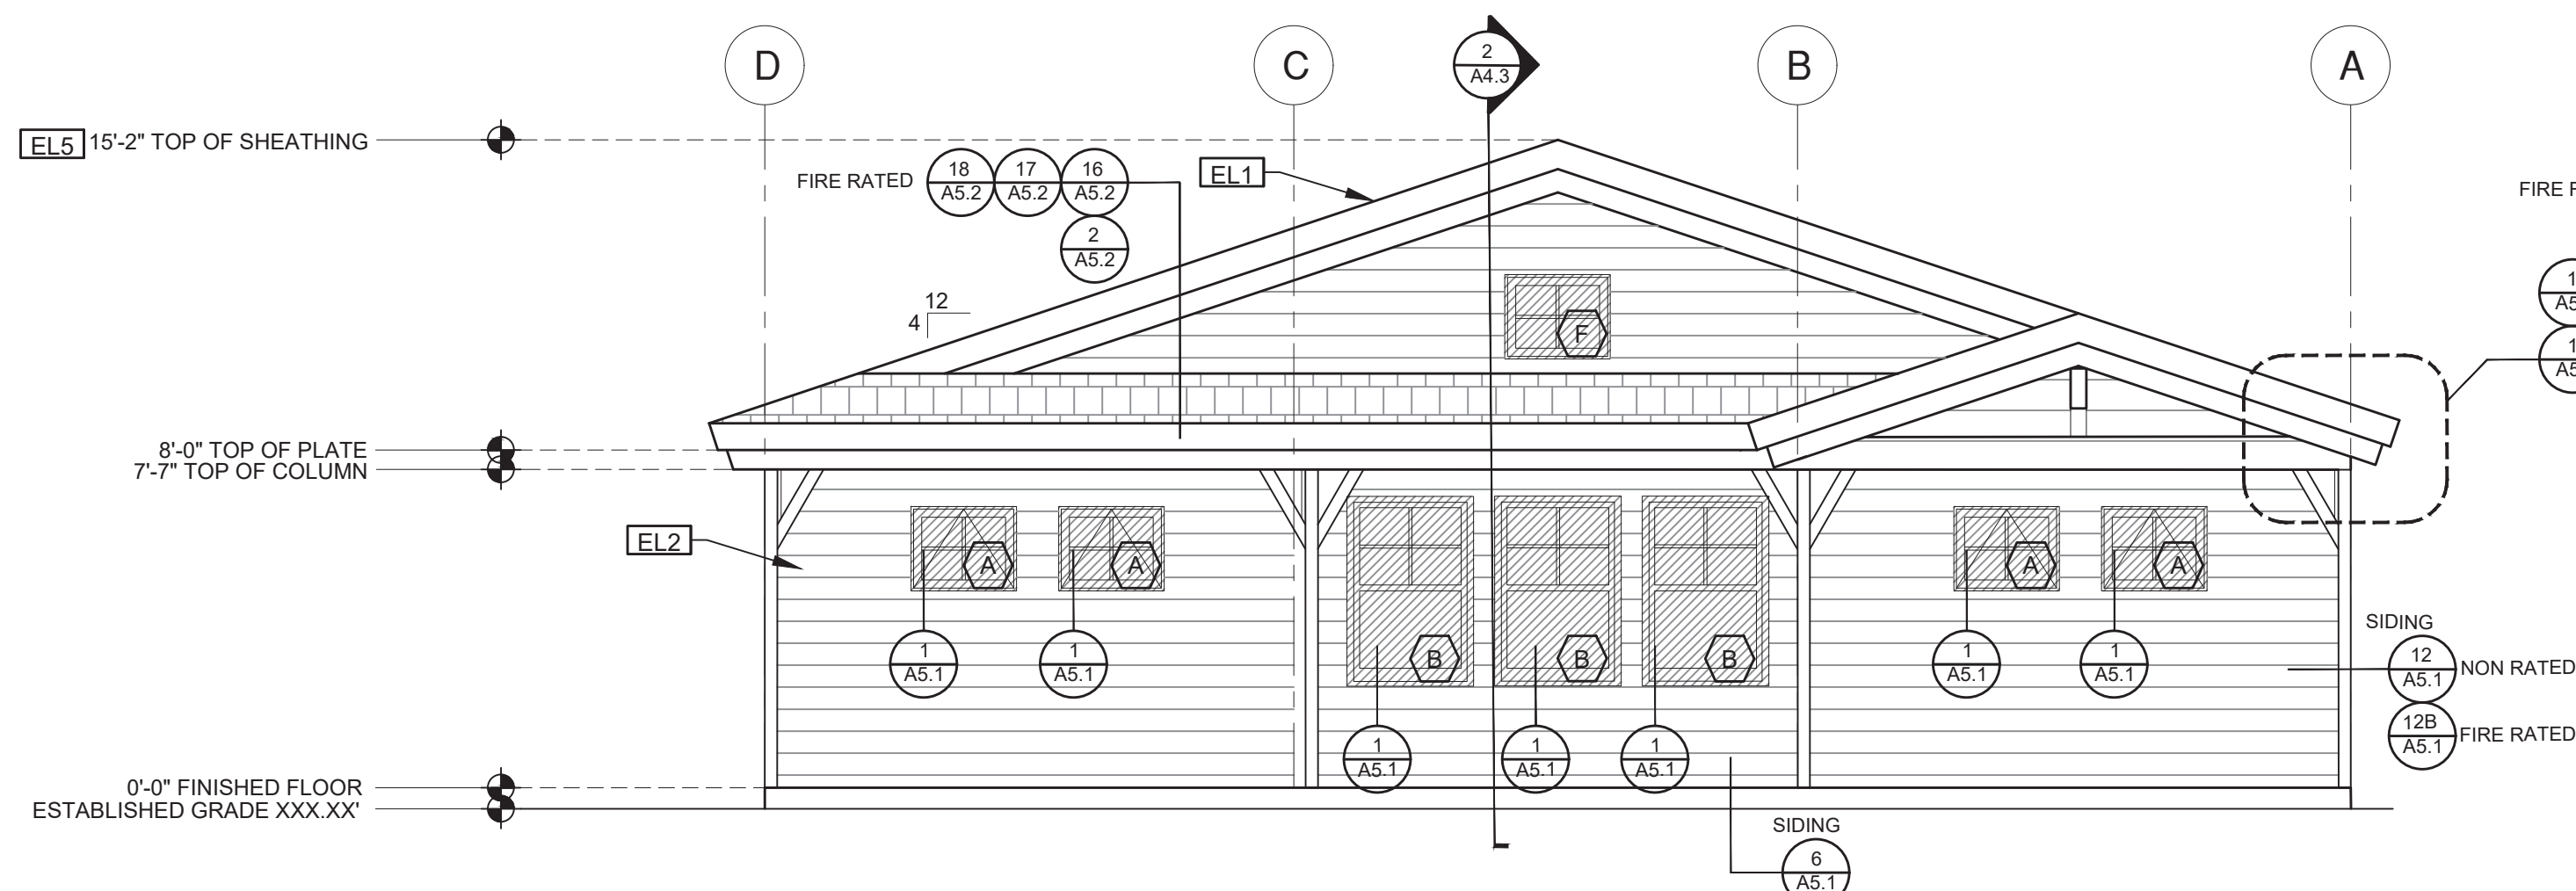 D
C
2
A4.3
B
A
EL5 15'-2" TOP OF SHEATHING
FIRE RATED
18
A5.2
17
A5.2
16
A5.2
2
A5.2
EL1
FIRE
12
4
F
8'-0" TOP OF PLATE
7'-7" TOP OF COLUMN
EL2
A
A
B
B
B
A
A
1
A5.1
1
A5.1
1
A5.1
1
A5.1
1
A5.1
1
A5.1
1
A5.1
SIDING
12
A5.1
NON RATED
12B
A5.1
FIRE RATED
0'-0" FINISHED FLOOR
ESTABLISHED GRADE XXX.XX'
SIDING
6
A5.1